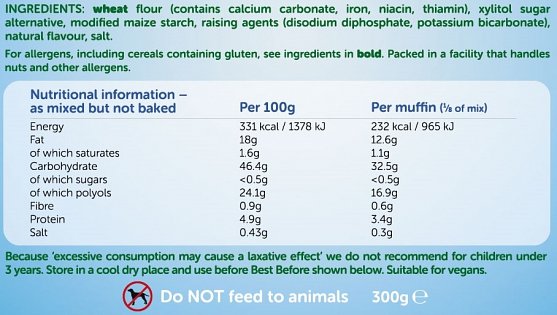 INGREDIENTS: wheat flour (contains calcium carbonate, iron, niacin, thiamin), xylitol sugar
alternative, modified maize starch, raising agents (disodium diphosphate, potassium bicarbonate),
natural flavour, salt.
For allergens, including cereals containing gluten, see ingredients in bold. Packed in a facility that handles
nuts and other allergens.
Nutritional information –
as mixed but not baked Per 100g Per muffin (⅛ of mix)
Energy 331 kcal / 1378 kJ 232 kcal / 965 kJ
Fat 18g 12.6g
of which saturates 1.6g 1.1g
Carbohydrate 46.4g 32.5g
of which sugars <0.5g <0.5g
of which polyols 24.1g 16.9g
Fibre 0.9g 0.6g
Protein 4.9g 3.4g
Salt 0.43g 0.3g
Because 'excessive consumption may cause a laxative effect' we do not recommend for children under
3 years. Store in a cool dry place and use before Best Before shown below. Suitable for vegans.
Do NOT feed to animals 300g ℮